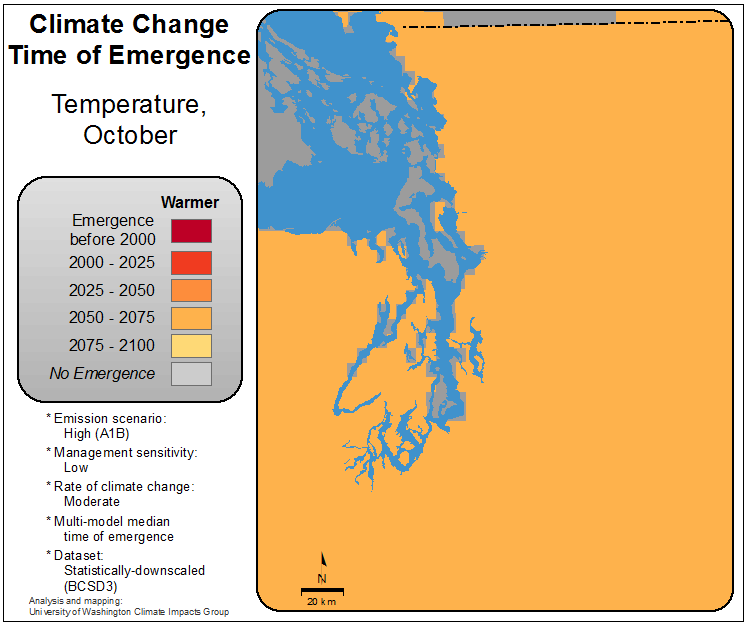 Climate Change
Time of Emergence
Temperature,
October
Warmer
Emergence
before 2000
2000 - 2025
2025 - 2050
2050 - 2075
2075 - 2100
No Emergence
* Emission scenario:
High (A1B)
* Management sensitivity:
Low
* Rate of climate change:
Moderate
* Multi-model median
time of emergence
* Dataset:
Statistically-downscaled
(BCSD3)
Analysis and mapping:
University of Washington Climate Impacts Group
N
20 km